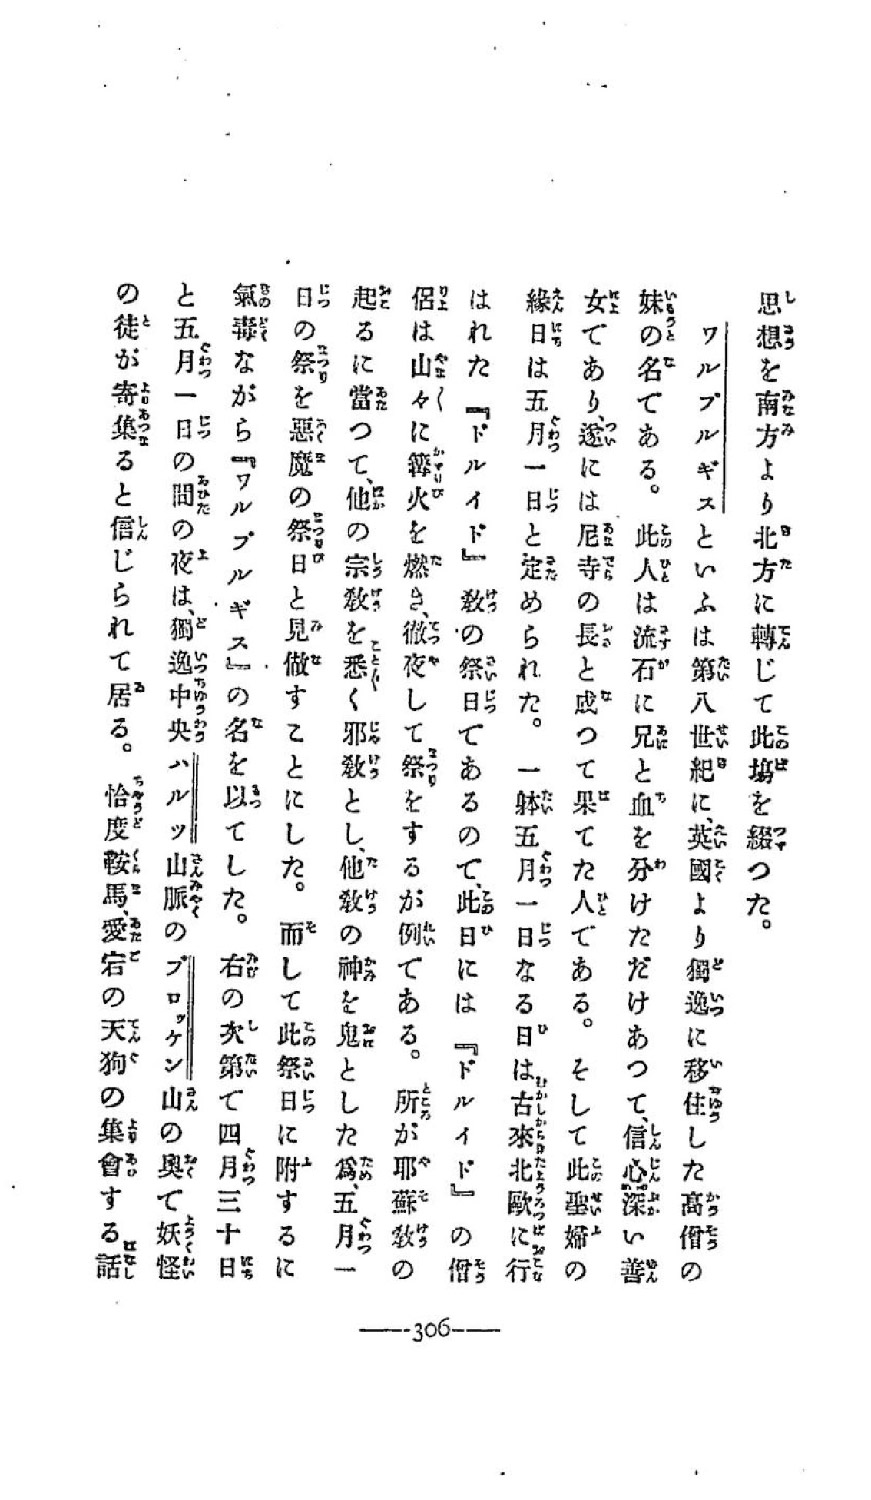 思想を南方より北方に轉じて此塲を綴つた。
ワルプルギスといふは第八世紀に、英國より獨逸に移住した高僧の
妹の名である。此人は流石に兄と血を分けただけあつて、信心深い善
女であり、遂には尼寺の長と成つて果てた人である。そして此聖婦の
緣日は五月一日と定められた。一躰五月一日なる日は古來北歐に行
はれた『ドルイド』敎の祭日であるので、此日には『ドルイド』の僧
侶は山々に篝火を燃き、徹夜して祭をするが例である。所が耶蘇敎の
起るに當つて、他の宗敎を悉く邪敎とし、他敎の神を鬼とした爲、五月一
日の祭を惡魔の祭日と見做すことにした。而して此祭日に附するに
氣毒ながら『ワルプルギス』の名を以てした。右の次第で四月三十日
と五月一日の間の夜は、獨逸中央ハルツ山脈のブロッケン山の奧で妖怪
の徒が寄集ると信じられて居る。恰度鞍馬、愛宕の天狗の集會する話
306